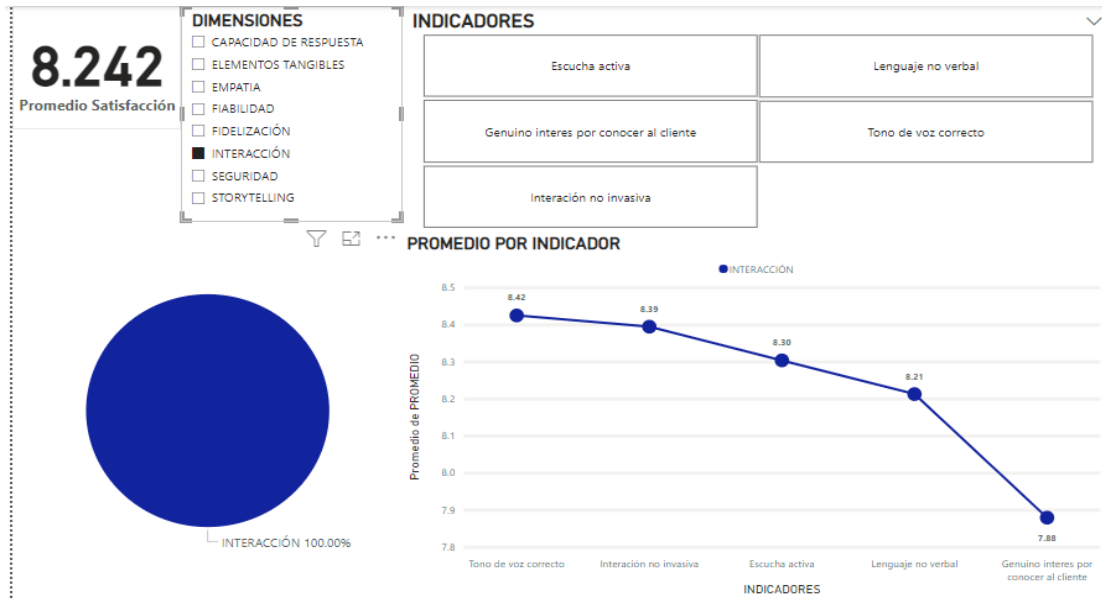 8.242
Promedio Satisfacción
DIMENSIONES
CAPACIDAD DE RESPUESTA
ELEMENTOS TANGIBLES
EMPATIA
FIABILIDAD
FIDELIZACIÓN
INTERACCIÓN
SEGURIDAD
STORYTELLING
INDICADORES
Escucha activa
Lenguaje no verbal
Genuino interes por conocer al cliente
Tono de voz correcto
Interación no invasiva
INTERACCIÓN 100.00%
PROMEDIO POR INDICADOR
INTERACCIÓN
Promedio de PROMEDIO
8.5
8.4
8.3
8.2
8.1
8.0
7.9
7.8
8.42
8.39
8.30
8.21
7.88
Tono de voz correcto
Interación no invasiva
Escucha activa
Lenguaje no verbal
Genuino interes por
conocer al cliente
INDICADORES